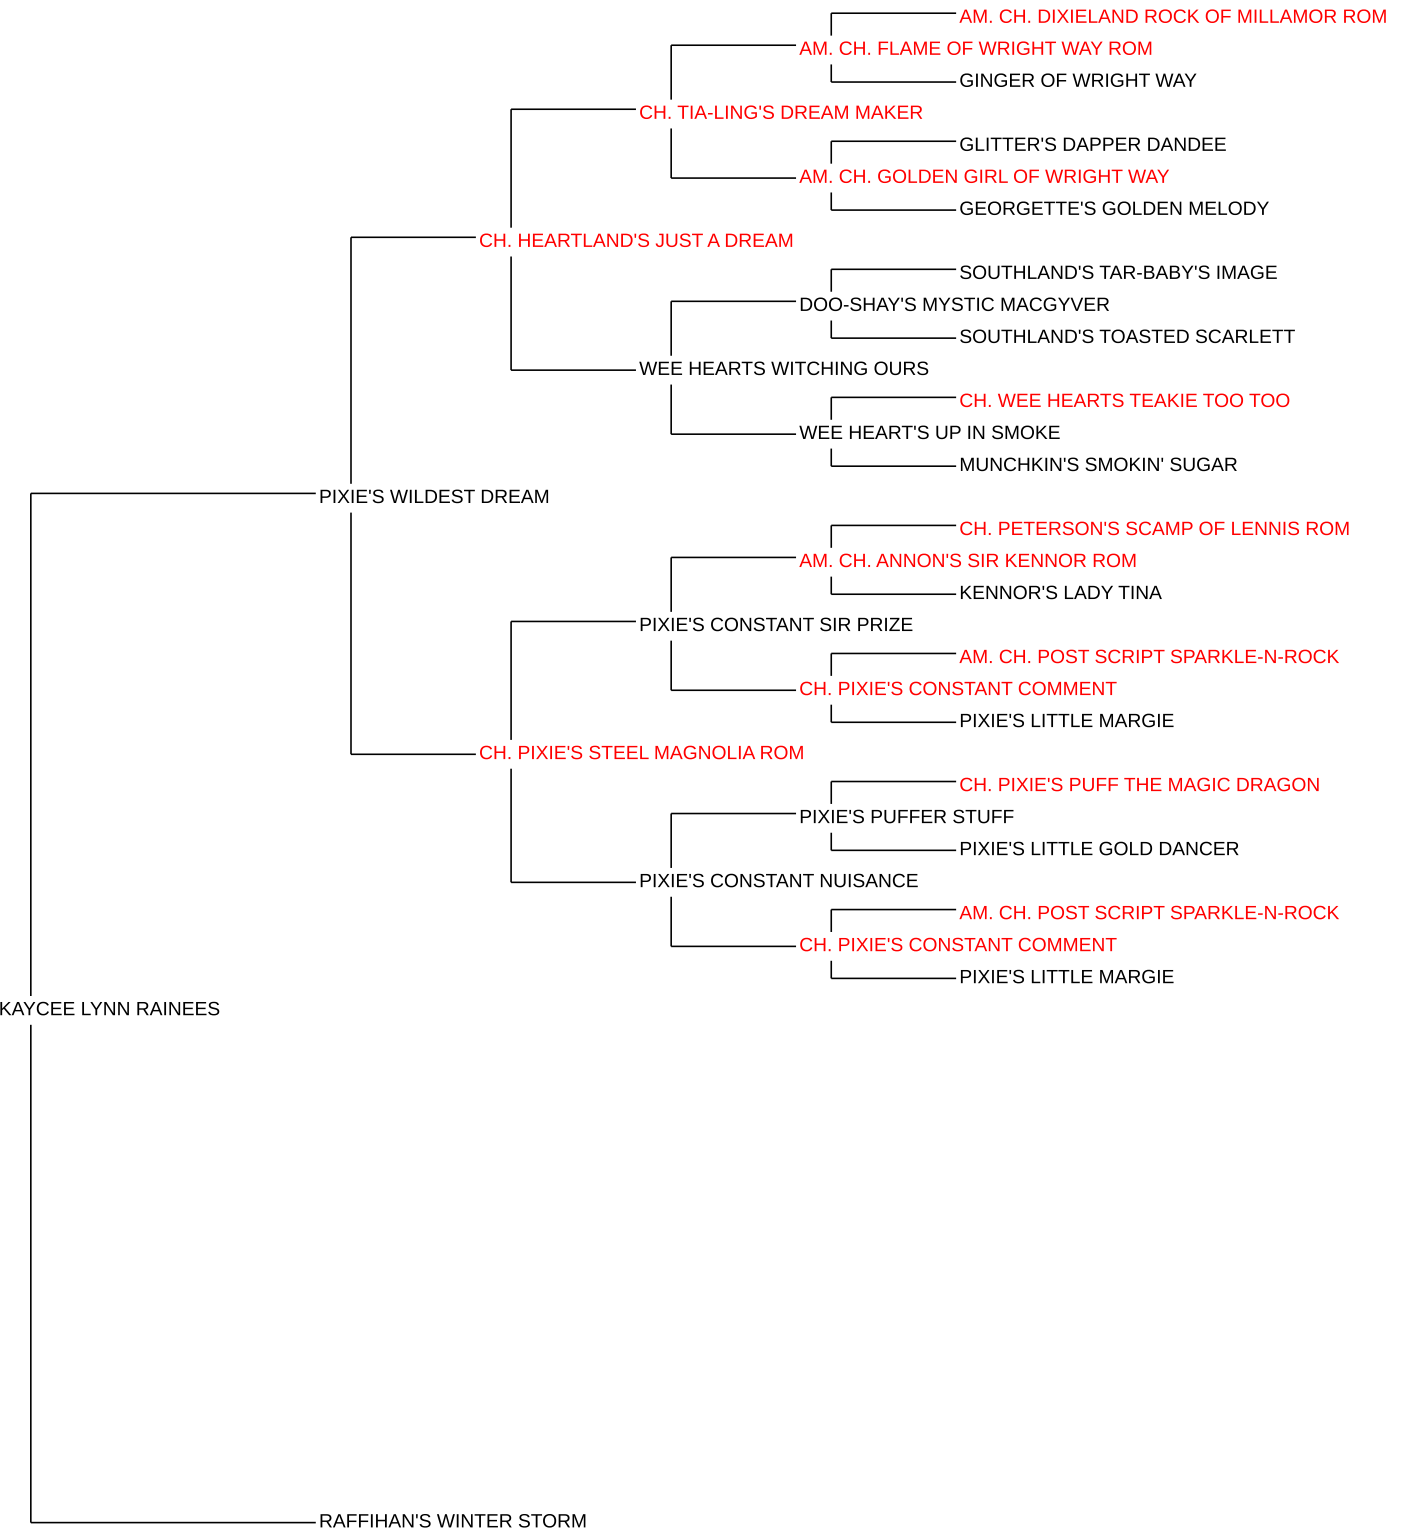 AM. CH. DIXIELAND ROCK OF MILLAMOR ROM
AM. CH. FLAME OF WRIGHT WAY ROM
GINGER OF WRIGHT WAY
CH. TIA-LING'S DREAM MAKER
GLITTER'S DAPPER DANDEE
AM. CH. GOLDEN GIRL OF WRIGHT WAY
GEORGETTE'S GOLDEN MELODY
CH. HEARTLAND'S JUST A DREAM
SOUTHLAND'S TAR-BABY'S IMAGE
DOO-SHAY'S MYSTIC MACGYVER
SOUTHLAND'S TOASTED SCARLETT
WEE HEARTS WITCHING OURS
CH. WEE HEARTS TEAKIE TOO TOO
WEE HEART'S UP IN SMOKE
MUNCHKIN'S SMOKIN' SUGAR
PIXIE'S WILDEST DREAM
CH. PETERSON'S SCAMP OF LENNIS ROM
AM. CH. ANNON'S SIR KENNOR ROM
KENNOR'S LADY TINA
PIXIE'S CONSTANT SIR PRIZE
AM. CH. POST SCRIPT SPARKLE-N-ROCK
CH. PIXIE'S CONSTANT COMMENT
PIXIE'S LITTLE MARGIE
CH. PIXIE'S STEEL MAGNOLIA ROM
CH. PIXIE'S PUFF THE MAGIC DRAGON
PIXIE'S PUFFER STUFF
PIXIE'S LITTLE GOLD DANCER
PIXIE'S CONSTANT NUISANCE
AM. CH. POST SCRIPT SPARKLE-N-ROCK
CH. PIXIE'S CONSTANT COMMENT
PIXIE'S LITTLE MARGIE
KAYCEE LYNN RAINEES
RAFFIHAN'S WINTER STORM